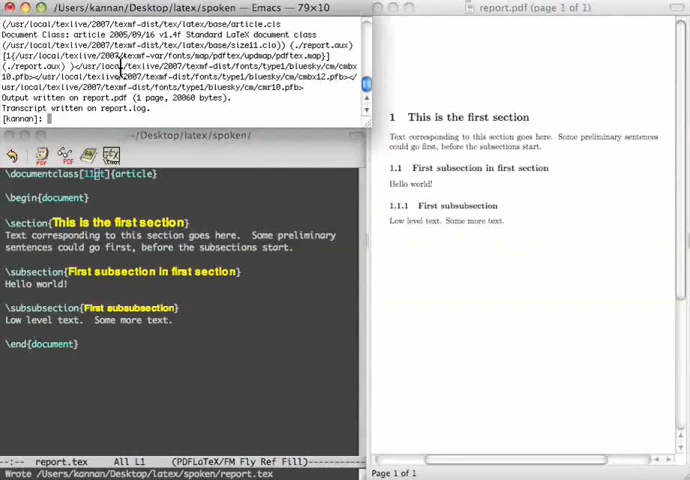 ~/Desktop/latex/spoken/ — Emacs — 79×10
(/usr/local/texlive/2007/texmf-dist/tex/latex/base/article.cls
Document Class: article 2005/09/16 v1.4f Standard LaTeX document class
(/usr/local/texlive/2007/texmf-dist/tex/latex/base/size11.clo)) (./report.aux)
[1{/usr/local/texlive/2007/texmf-var/fonts/map/pdftex/updmap/pdftex.map}]
(./report.aux) )</usr/local/texlive/2007/texmf-dist/fonts/type1/bluesky/cm/cmbx
10.pfb></usr/local/texlive/2007/texmf-dist/fonts/type1/bluesky/cm/cmbx12.pfb></
usr/local/texlive/2007/texmf-dist/fonts/type1/bluesky/cm/cmr10.pfb>
Output written on report.pdf (1 page, 20060 bytes).
Transcript written on report.log.
[kannan]:
~/Desktop/latex/spoken/
PDF
PDF
\documentclass[11pt]{article}
\begin{document}
\section{This is the first section}
Text corresponding to this section goes here.  Some preliminary
sentences could go first, before the subsections start.
\subsection{First subsection in first section}
Hello world!
\subsubsection{First subsubsection}
Low level text.  Some more text.
\end{document}
--:--  report.tex  All L1  (PDFLaTeX/FM Fly Ref Fill)
Wrote /Users/kannan/Desktop/latex/spoken/report.tex
report.pdf (page 1 of 1)
1 This is the first section
Text corresponding to this section goes here. Some preliminary sentences
could go first, before the subsections start.
1.1 First subsection in first section
Hello world!
1.1.1 First subsubsection
Low level text. Some more text.
Page 1 of 1